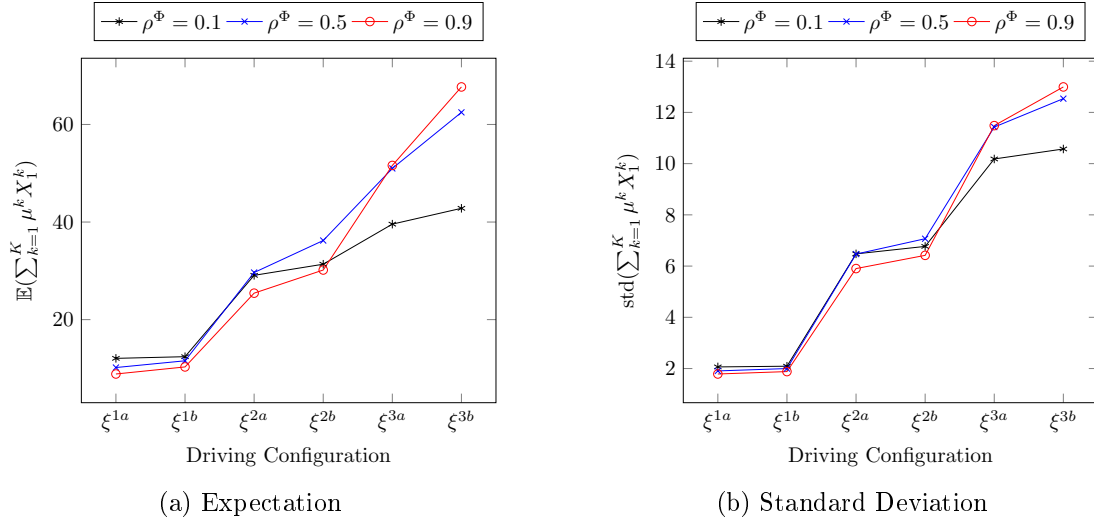 ρ^Φ = 0.1 ρ^Φ = 0.5 ρ^Φ = 0.9
60
40
20
𝔼(∑_{k=1}^{K} μ^k X_1^k)
ξ^{1a} ξ^{1b} ξ^{2a} ξ^{2b} ξ^{3a} ξ^{3b}
Driving Configuration
(a) Expectation
ρ^Φ = 0.1 ρ^Φ = 0.5 ρ^Φ = 0.9
14
12
10
8
6
4
2
std(∑_{k=1}^{K} μ^k X_1^k)
ξ^{1a} ξ^{1b} ξ^{2a} ξ^{2b} ξ^{3a} ξ^{3b}
Driving Configuration
(b) Standard Deviation